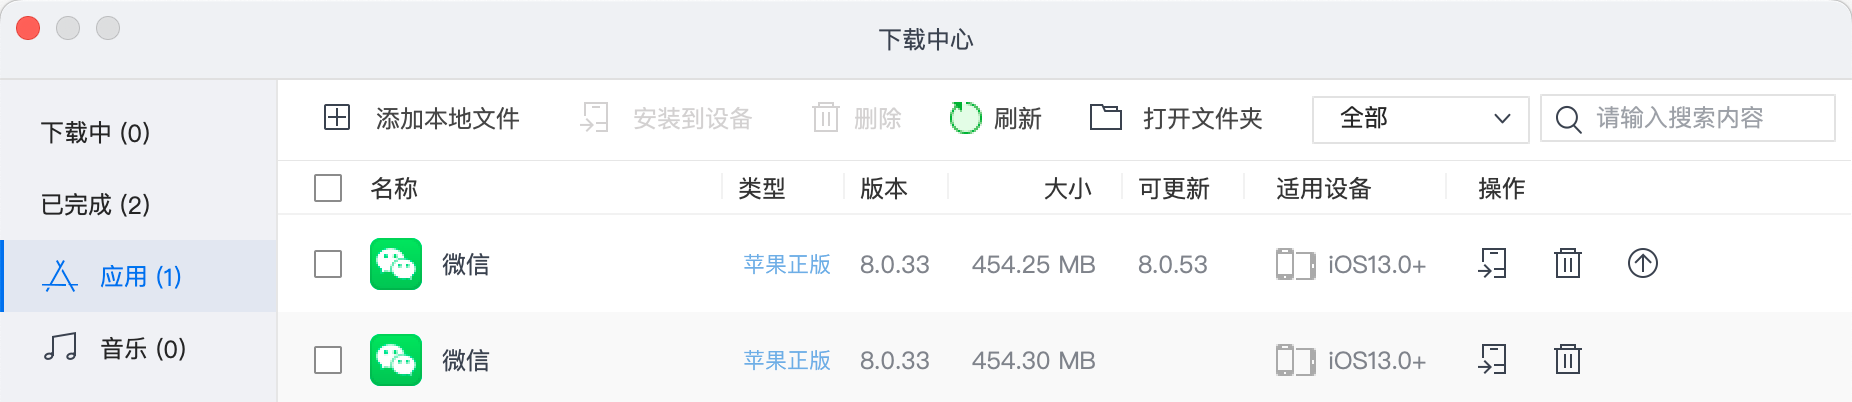 下载中心
下载中 (0)
已完成 (2)
应用 (1)
音乐 (0)
添加本地文件 安装到设备 删除 刷新 打开文件夹 全部 请输入搜索内容
名称 类型 版本 大小 可更新 适用设备 操作
微信 苹果正版 8.0.33 454.25 MB 8.0.53 iOS13.0+
微信 苹果正版 8.0.33 454.30 MB iOS13.0+